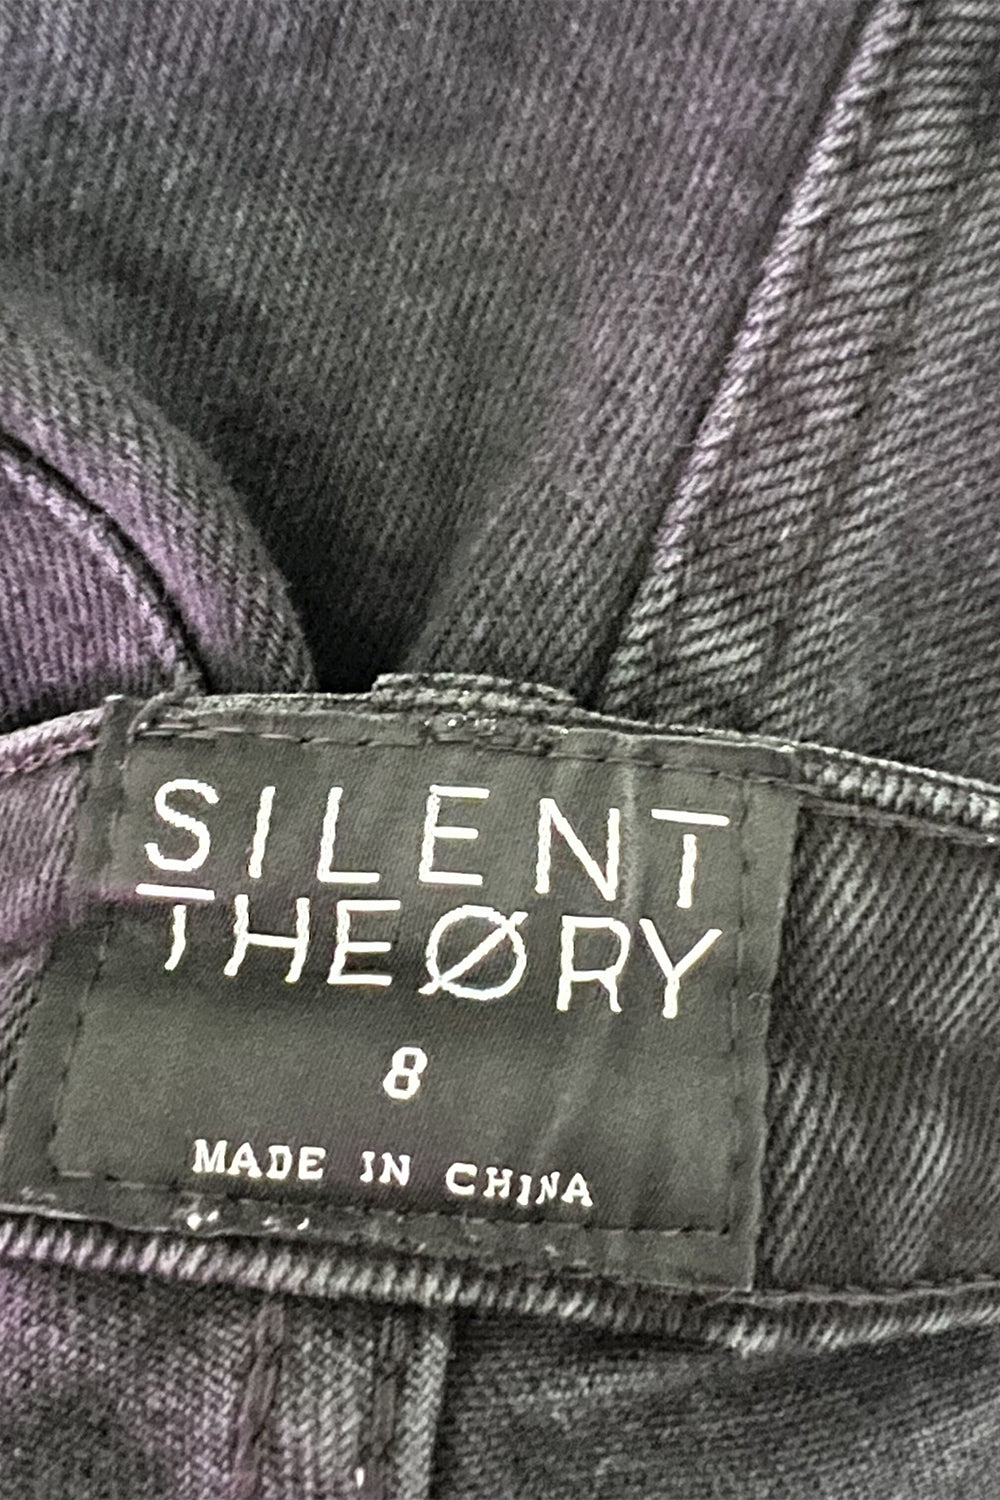 SILENT
THEØRY
8
MADE IN CHINA